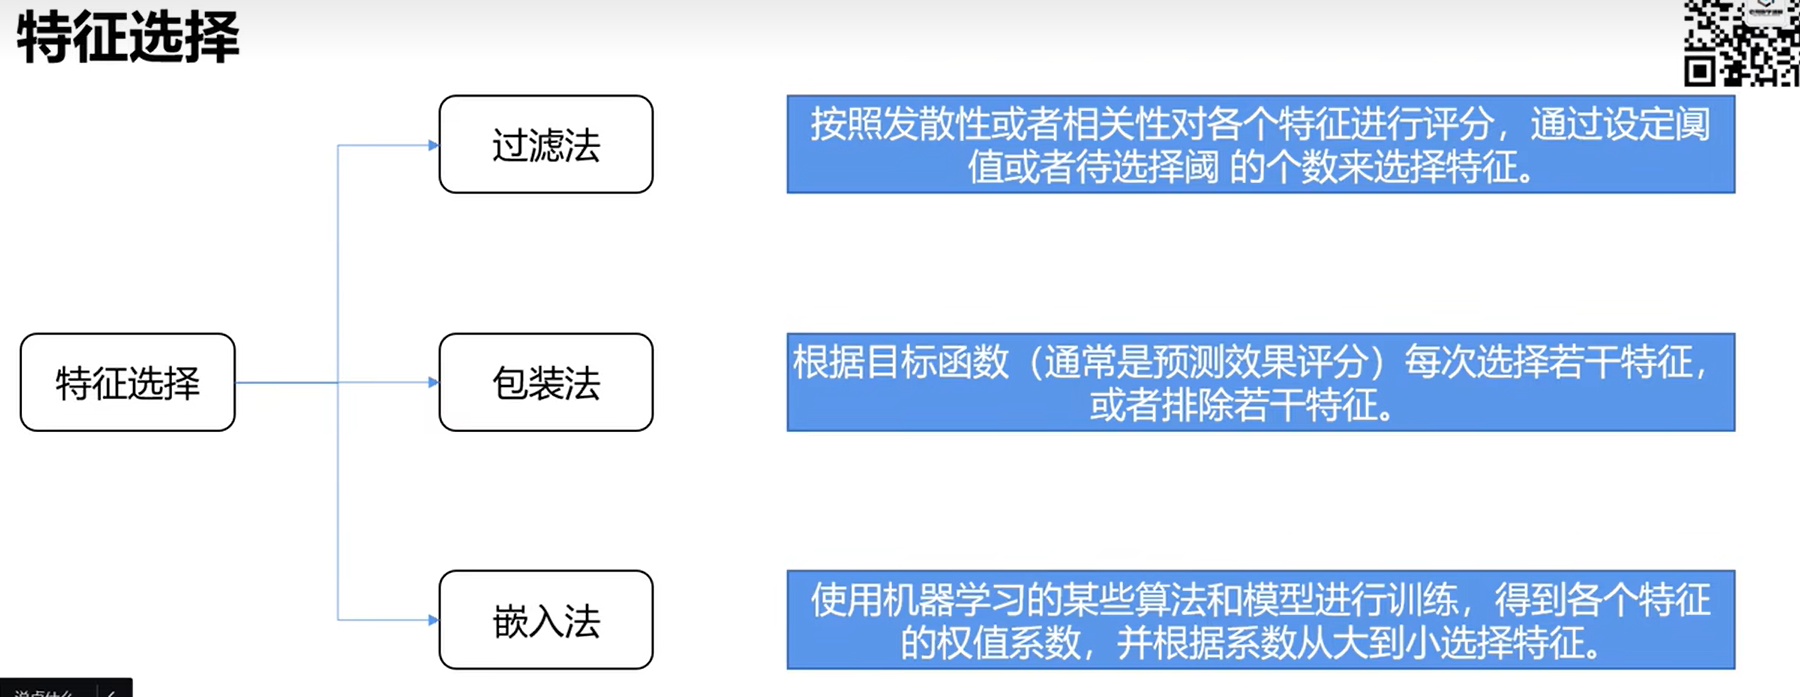 特征选择
过滤法
按照发散性或者相关性对各个特征进行评分，通过设定阒
值或者待选择阈 的个数来选择特征。
特征选择
包装法
根据目标函数（通常是预测效果评分）每次选择若干特征，
或者排除若干特征。
嵌入法
使用机器学习的某些算法和模型进行训练，得到各个特征
的权值系数，并根据系数从大到小选择特征。